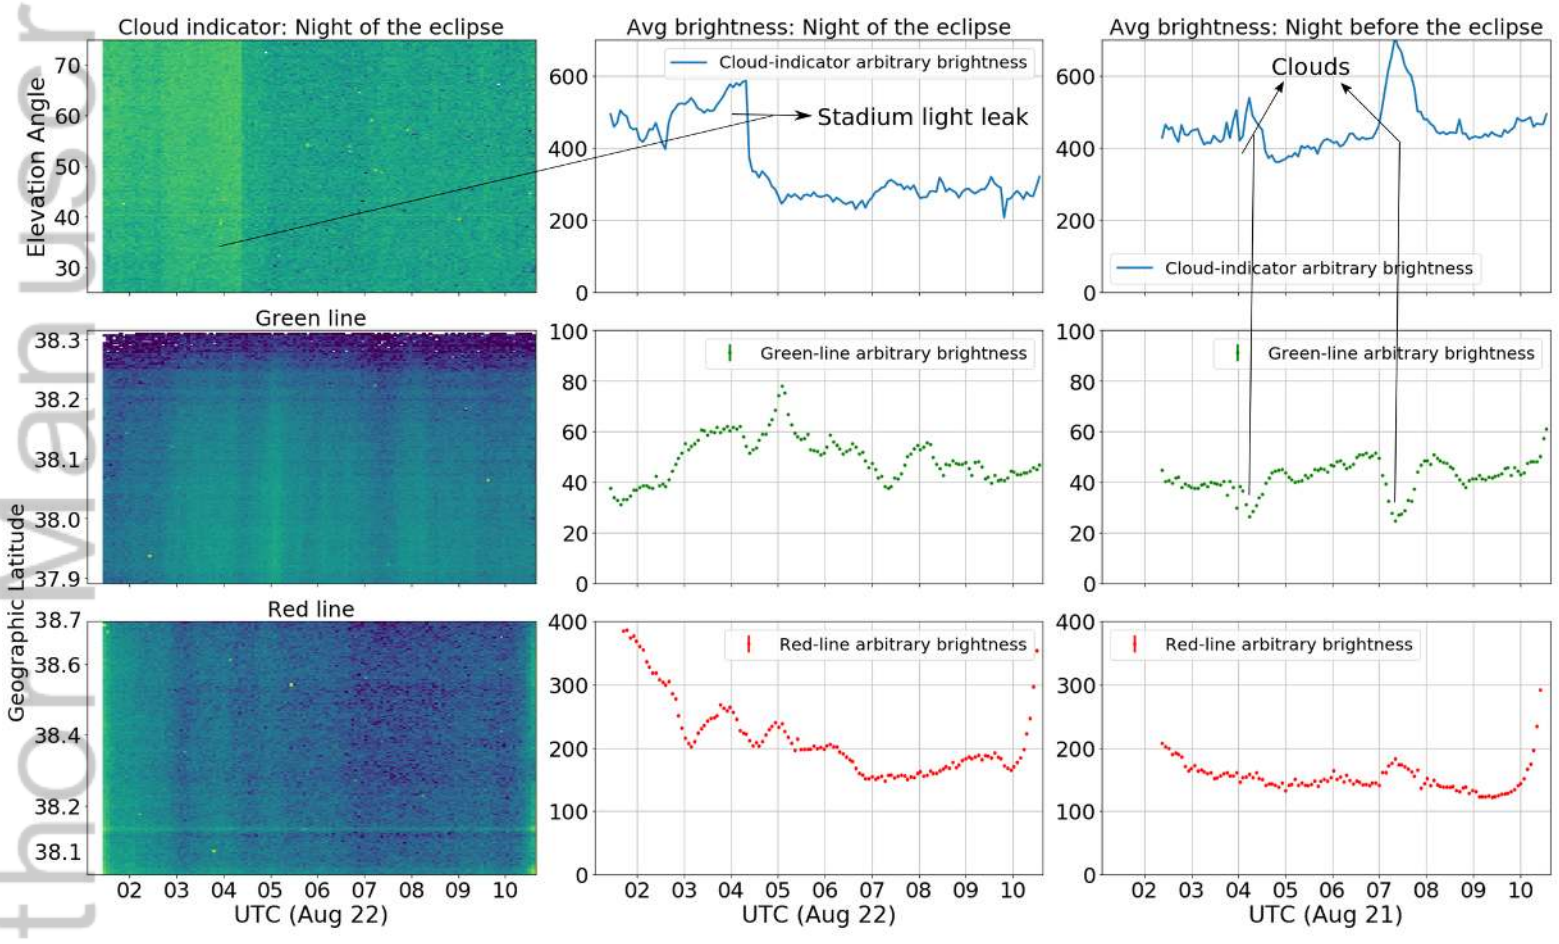 Cloud indicator: Night of the eclipse
Elevation Angle
70
60
50
40
30
Avg brightness: Night of the eclipse
Cloud-indicator arbitrary brightness
Stadium light leak
600
400
200
0
Avg brightness: Night before the eclipse
Clouds
Cloud-indicator arbitrary brightness
600
400
200
0
Green line
Geographic Latitude
38.3
38.2
38.1
38.0
37.9
Green-line arbitrary brightness
100
80
60
40
20
0
Green-line arbitrary brightness
100
80
60
40
20
0
Red line
38.7
38.6
38.4
38.2
38.1
02 03 04 05 06 07 08 09 10
UTC (Aug 22)
Red-line arbitrary brightness
400
300
200
100
0
02 03 04 05 06 07 08 09 10
UTC (Aug 22)
Red-line arbitrary brightness
400
300
200
100
0
02 03 04 05 06 07 08 09 10
UTC (Aug 21)
thor Man user